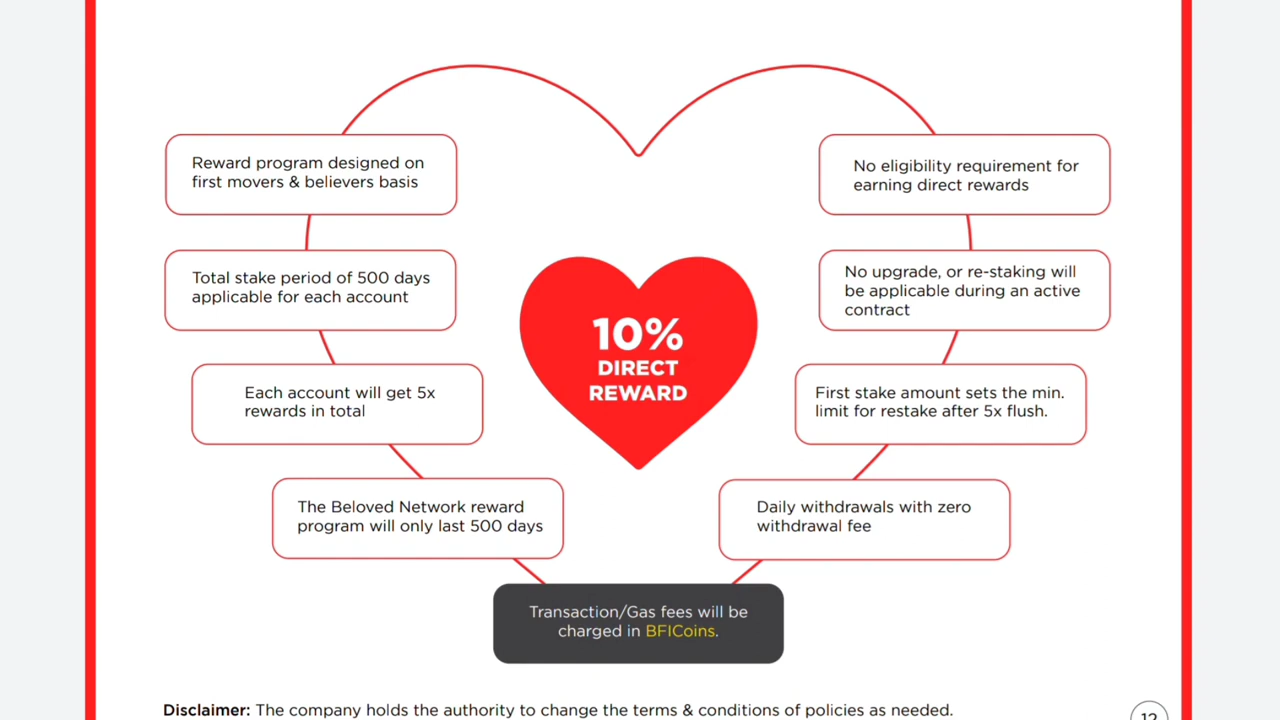 Reward program designed on
first movers & believers basis
Total stake period of 500 days
applicable for each account
Each account will get 5x
rewards in total
The Beloved Network reward
program will only last 500 days
10%
DIRECT
REWARD
No eligibility requirement for
earning direct rewards
No upgrade, or re-staking will
be applicable during an active
contract
First stake amount sets the min.
limit for restake after 5x flush.
Daily withdrawals with zero
withdrawal fee
Transaction/Gas fees will be
charged in BFICoins.
Disclaimer: The company holds the authority to change the terms & conditions of policies as needed.
12